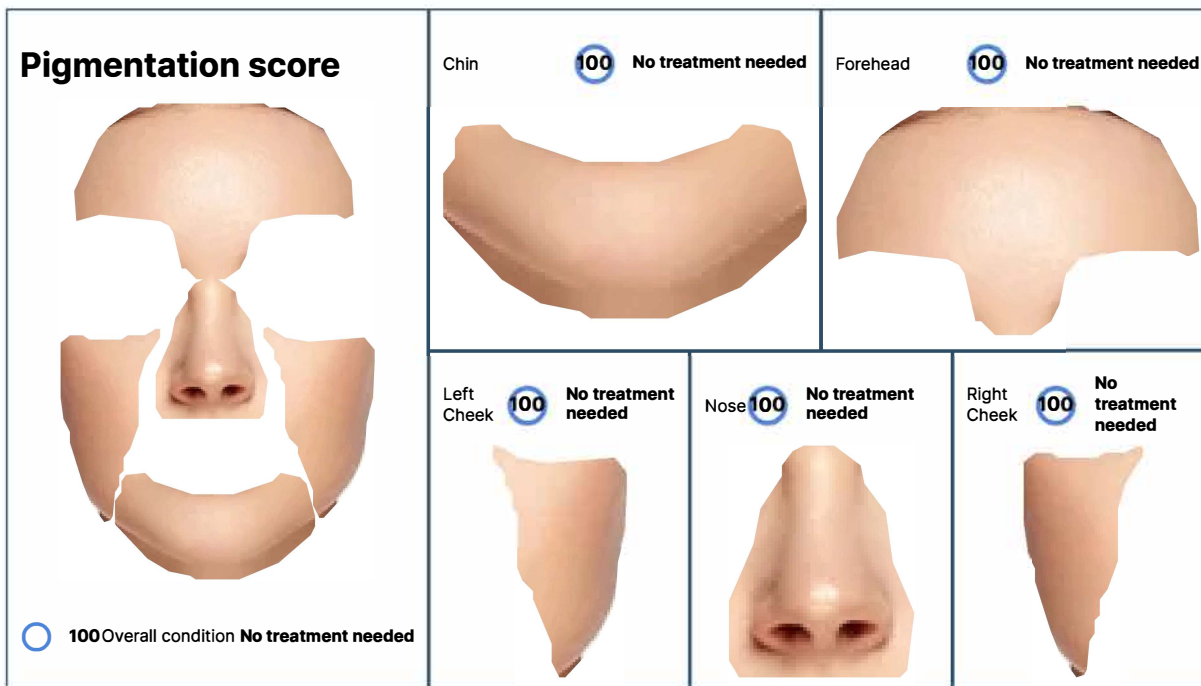 Pigmentation score
100 Overall condition No treatment needed
Chin 100 No treatment needed
Forehead 100 No treatment needed
Left
Cheek 100 No treatment
needed
Nose 100 No treatment
needed
Right
Cheek 100 No
treatment
needed